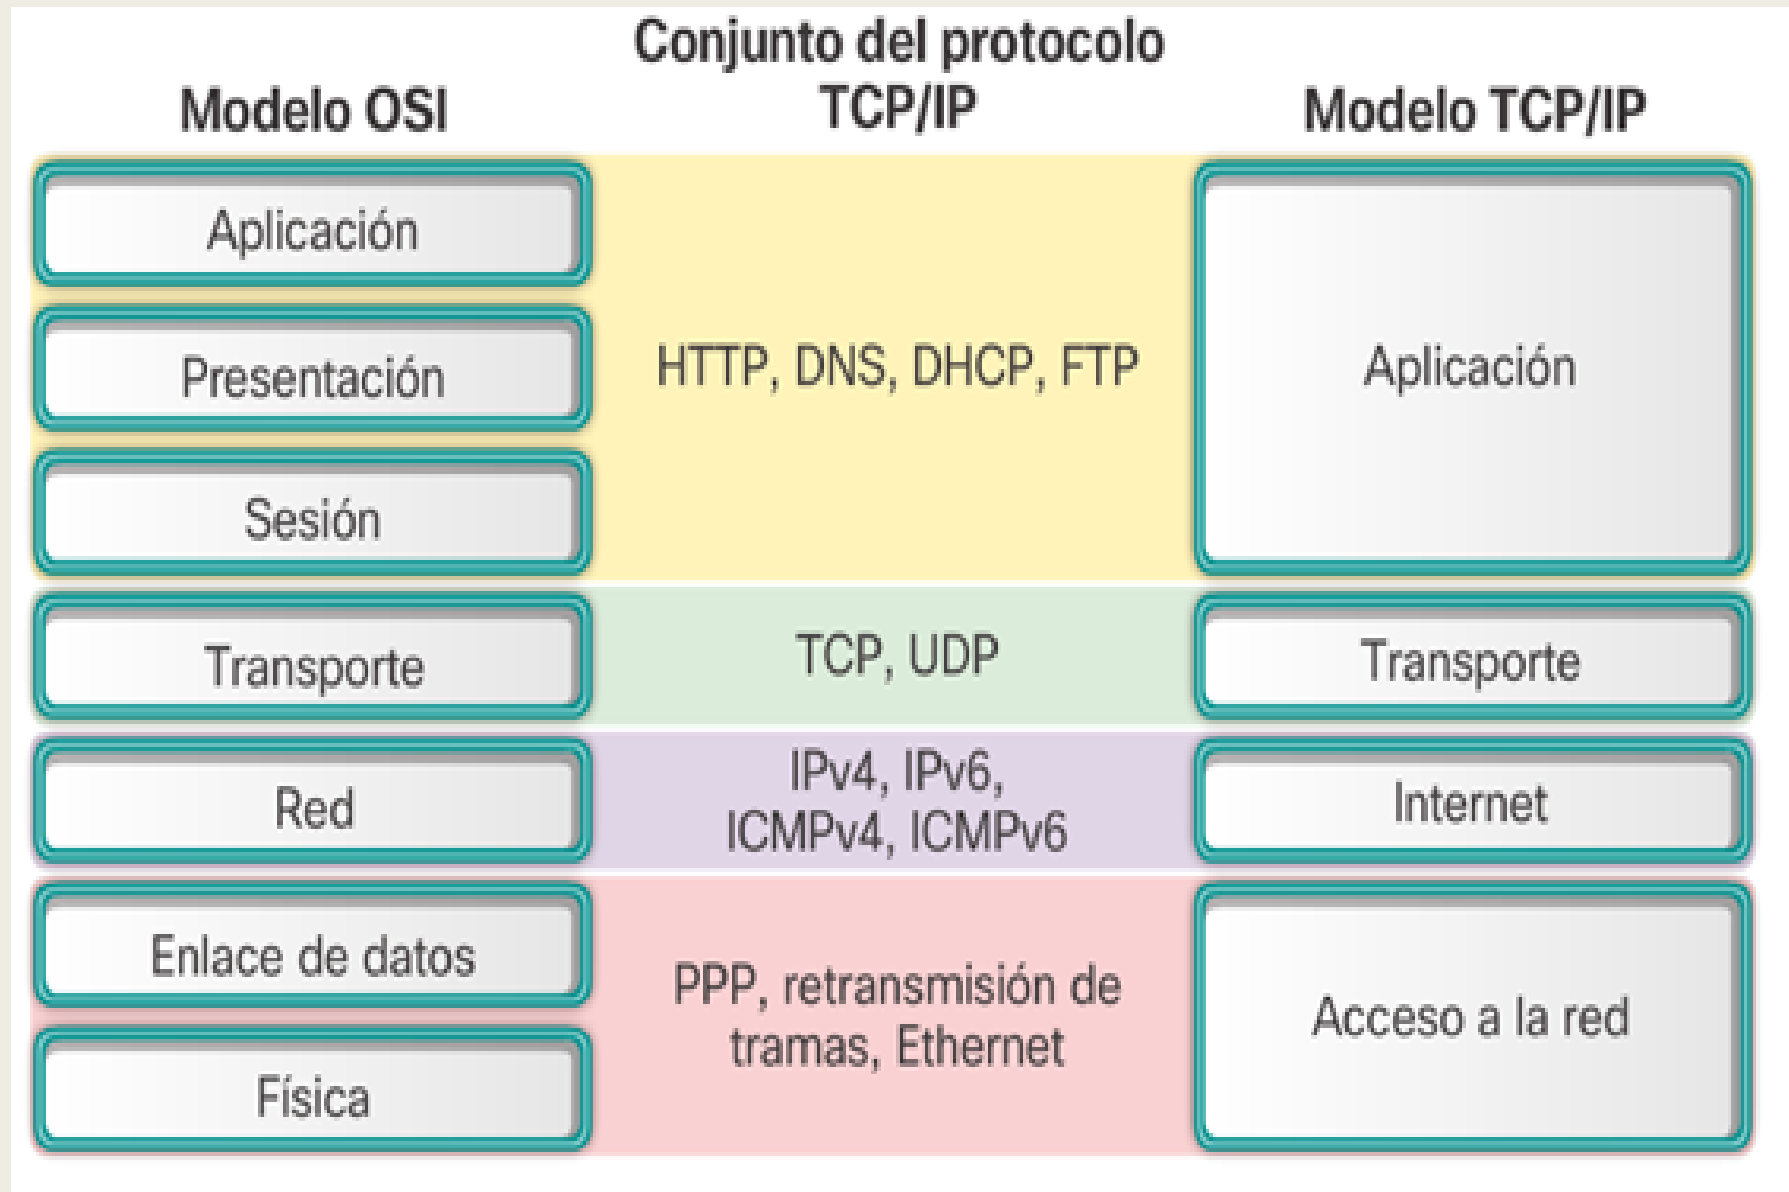 Conjunto del protocolo
TCP/IP
Modelo OSI
Modelo TCP/IP
Aplicación
Presentación
Sesión
HTTP, DNS, DHCP, FTP
Aplicación
Transporte
TCP, UDP
Transporte
Red
IPv4, IPv6,
ICMPv4, ICMPv6
Internet
Enlace de datos
Física
PPP, retransmisión de
tramas, Ethernet
Acceso a la red